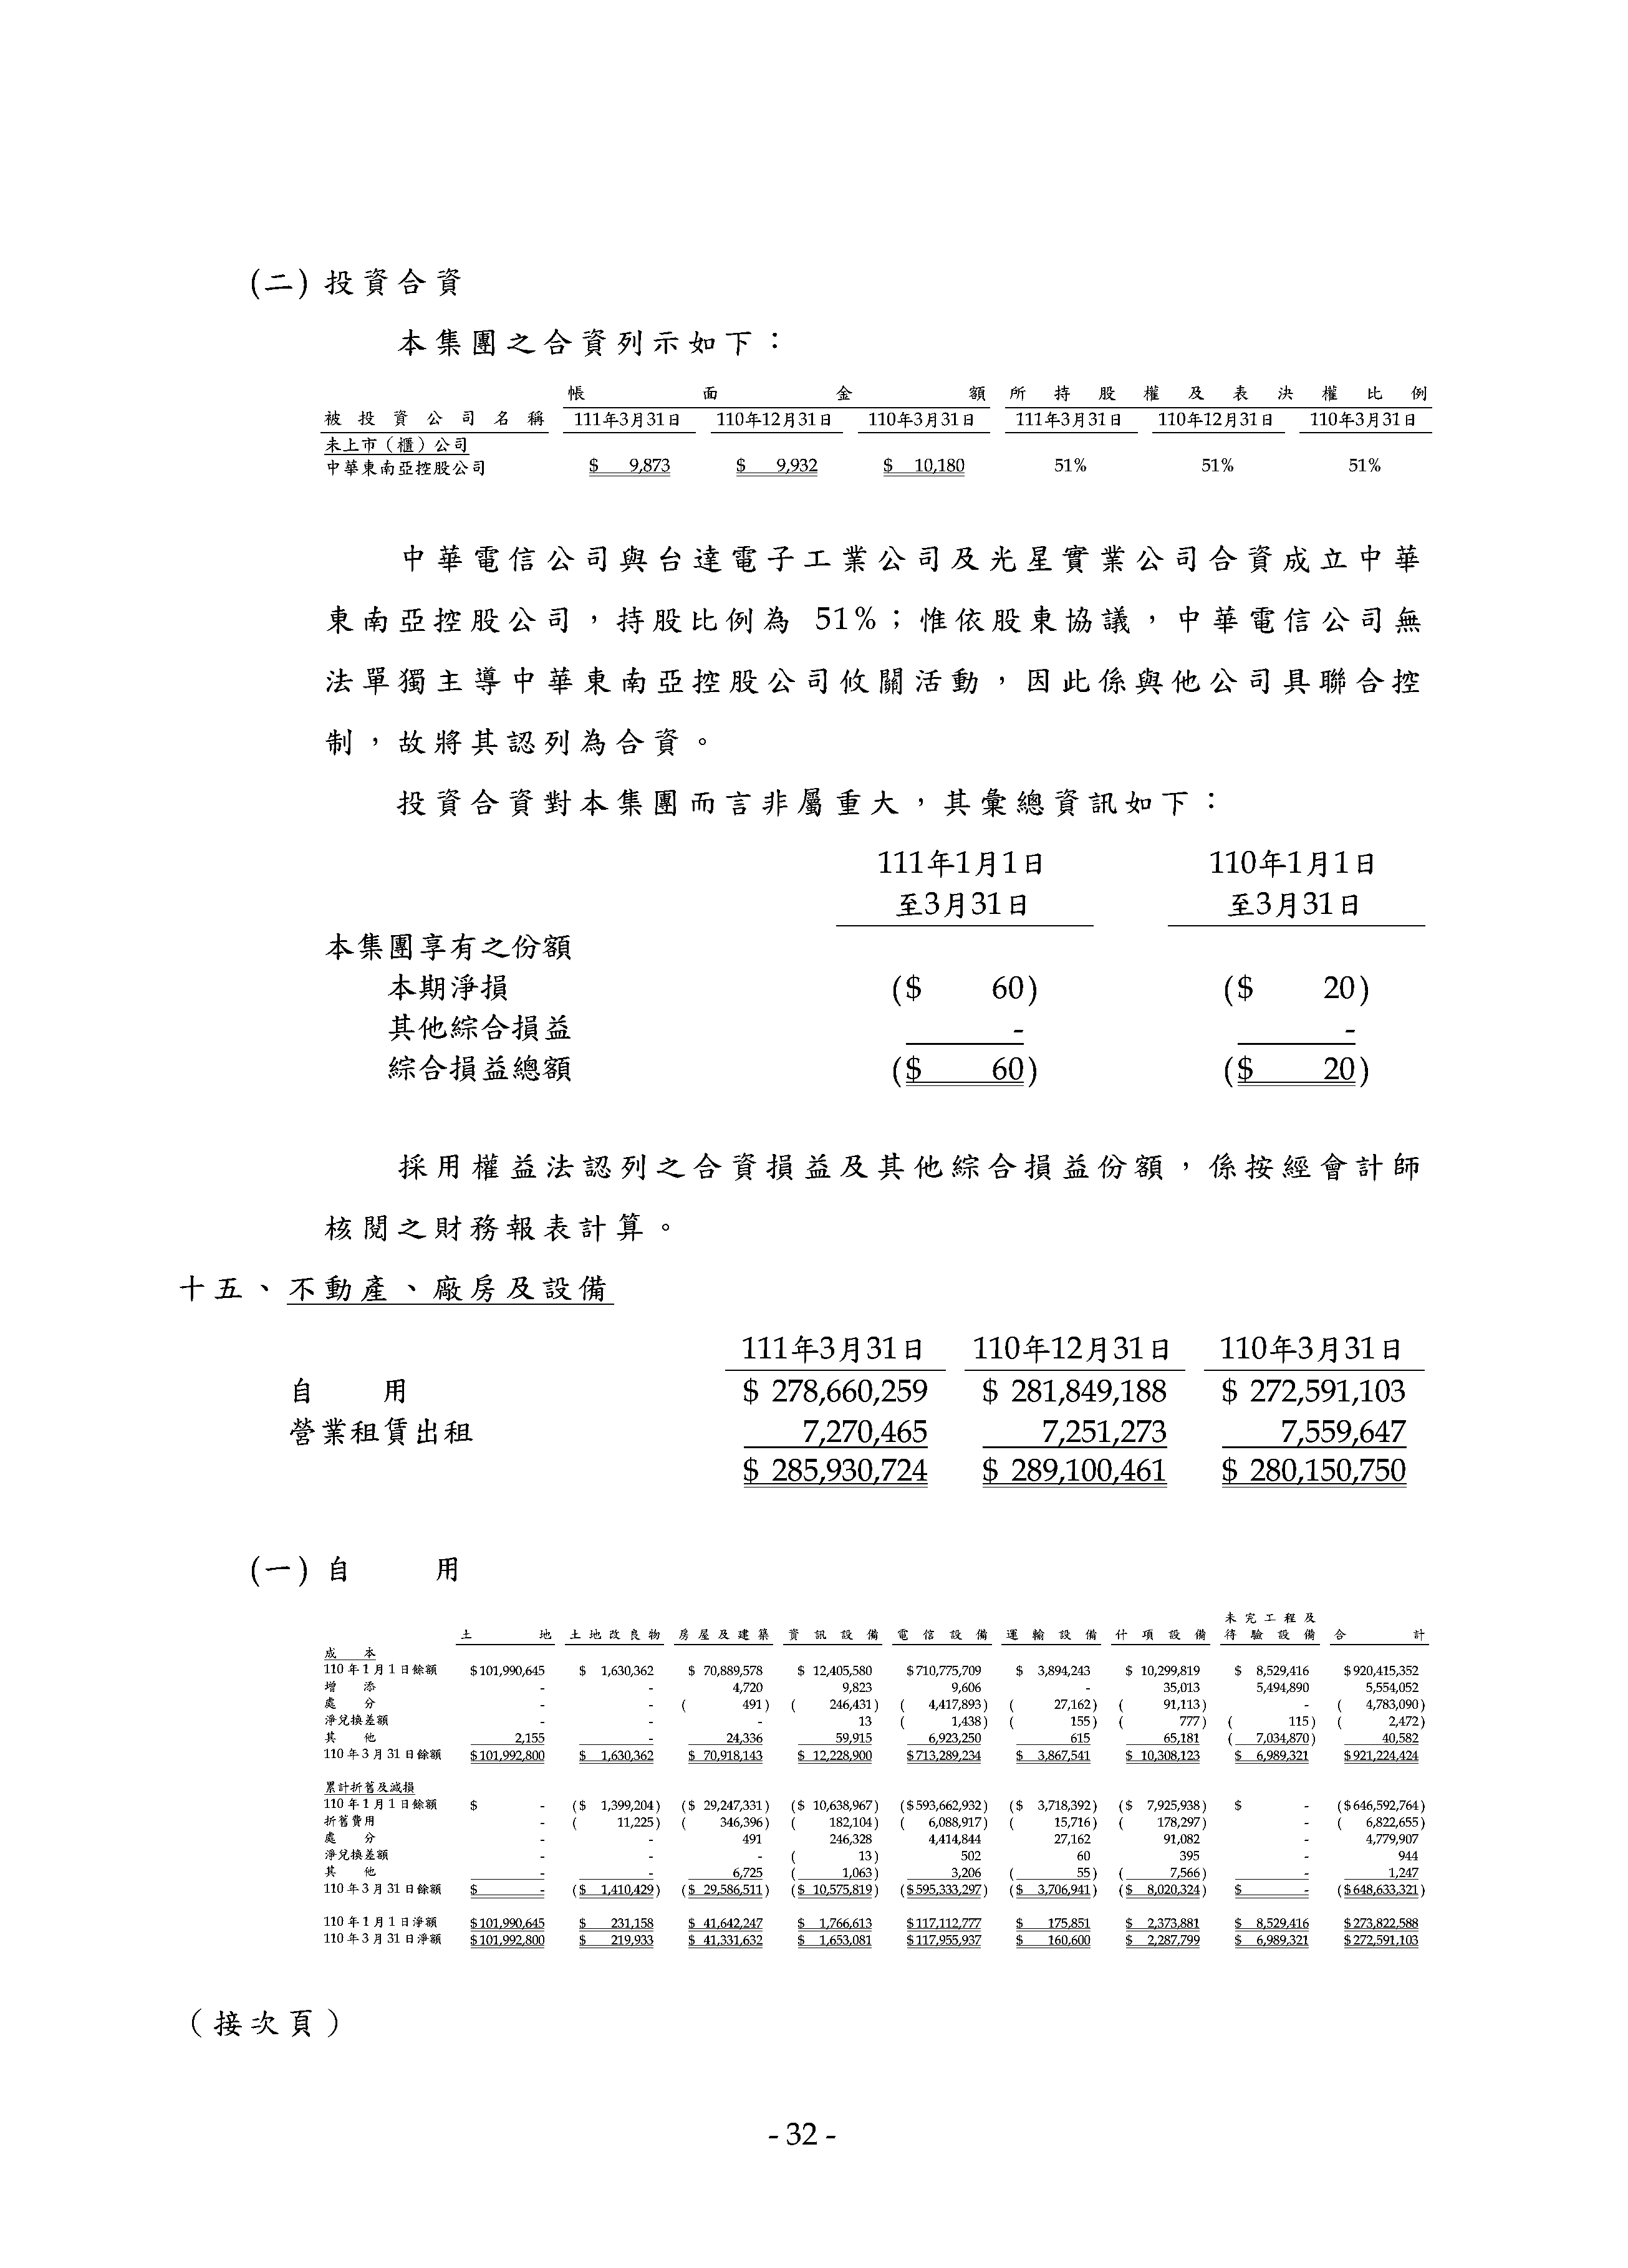 (二) 投資合資
本集團之合資列示如下：
帳面金額 所持股權及表決權比例
被投資公司名稱 111年3月31日 110年12月31日 110年3月31日 111年3月31日 110年12月31日 110年3月31日
未上市（櫃）公司
中華東南亞控股公司 $ 9,873 $ 9,932 $ 10,180 51% 51% 51%
中華電信公司與台達電子工業公司及光星實業公司合資成立中華
東南亞控股公司，持股比例為 51%；惟依股東協議，中華電信公司無
法單獨主導中華東南亞控股公司攸關活動，因此係與他公司具聯合控
制，故將其認列為合資。
投資合資對本集團而言非屬重大，其彙總資訊如下：
111年1月1日 110年1月1日
至3月31日 至3月31日
本集團享有之份額
本期淨損 ($ 60) ($ 20)
其他綜合損益 - -
綜合損益總額 ($ 60) ($ 20)
採用權益法認列之合資損益及其他綜合損益份額，係按經會計師
核閱之財務報表計算。
十五、不動產、廠房及設備
111年3月31日 110年12月31日 110年3月31日
自用 $ 278,660,259 $ 281,849,188 $ 272,591,103
營業租賃出租 7,270,465 7,251,273 7,559,647
$ 285,930,724 $ 289,100,461 $ 280,150,750
(一) 自用
未完工程及
土地 土地改良物 房屋及建築 資訊設備 電信設備 運輸設備 什項設備 待驗設備 合計
成本
110年1月1日餘額 $101,990,645 $ 1,630,362 $ 70,889,578 $ 12,405,580 $710,775,709 $ 3,894,243 $ 10,299,819 $ 8,529,416 $920,415,352
增添 - - 4,720 9,823 9,606 - 35,013 5,494,890 5,554,052
處分 - - ( 491) ( 246,431) ( 4,417,893) ( 27,162) ( 91,113) - ( 4,783,090)
淨兌換差額 - - - 13 ( 1,438) ( 155) ( 777) ( 115) ( 2,472)
其他 2,155 - 24,336 59,915 6,923,250 615 65,181 ( 7,034,870) 40,582
110年3月31日餘額 $101,992,800 $ 1,630,362 $ 70,918,143 $ 12,228,900 $713,289,234 $ 3,867,541 $ 10,308,123 $ 6,989,321 $921,224,424
累計折舊及減損
110年1月1日餘額 $ - ($ 1,399,204) ($ 29,247,331) ($ 10,638,967) ($593,662,932) ($ 3,718,392) ($ 7,925,938) $ - ($646,592,764)
折舊費用 - ( 11,225) ( 346,396) ( 182,104) ( 6,088,917) ( 15,716) ( 178,297) - ( 6,822,655)
處分 - - 491 246,328 4,414,844 27,162 91,082 - 4,779,907
淨兌換差額 - - - ( 13) 502 60 395 - 944
其他 - - 6,725 ( 1,063) 3,206 ( 55) ( 7,566) - 1,247
110年3月31日餘額 $ - ($ 1,410,429) ($ 29,586,511) ($ 10,575,819) ($595,333,297) ($ 3,706,941) ($ 8,020,324) $ - ($648,633,321)
110年1月1日淨額 $101,990,645 $ 231,158 $ 41,642,247 $ 1,766,613 $117,112,777 $ 175,851 $ 2,373,881 $ 8,529,416 $273,822,588
110年3月31日淨額 $101,992,800 $ 219,933 $ 41,331,632 $ 1,653,081 $117,955,937 $ 160,600 $ 2,287,799 $ 6,989,321 $272,591,103
（接次頁）
- 32 -